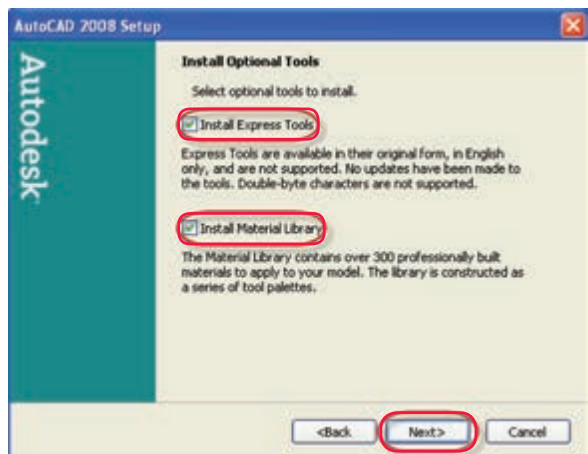 AutoCAD 2008 Setup
Autodesk
Install Optional Tools
Select optional tools to install.
Install Express Tools
Express Tools are available in their original form, in English
only, and are not supported. No updates have been made to
the tools. Double-byte characters are not supported.
Install Material Library
The Material Library contains over 300 professionally built
materials to apply to your model. The library is constructed as
a series of tool palettes.
<Back
Next>
Cancel